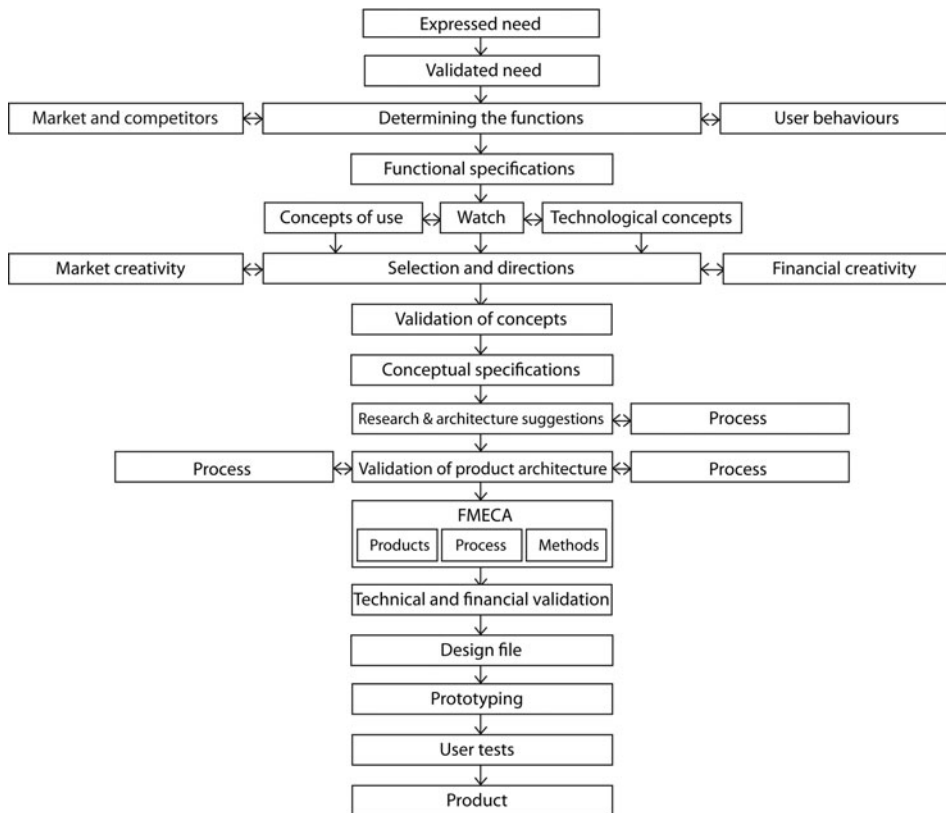 Expressed need
Validated need
Market and competitors
Determining the functions
User behaviours
Functional specifications
Concepts of use
Watch
Technological concepts
Market creativity
Selection and directions
Financial creativity
Validation of concepts
Conceptual specifications
Research & architecture suggestions
Process
Process
Validation of product architecture
Process
FMECA
Products
Process
Methods
Technical and financial validation
Design file
Prototyping
User tests
Product